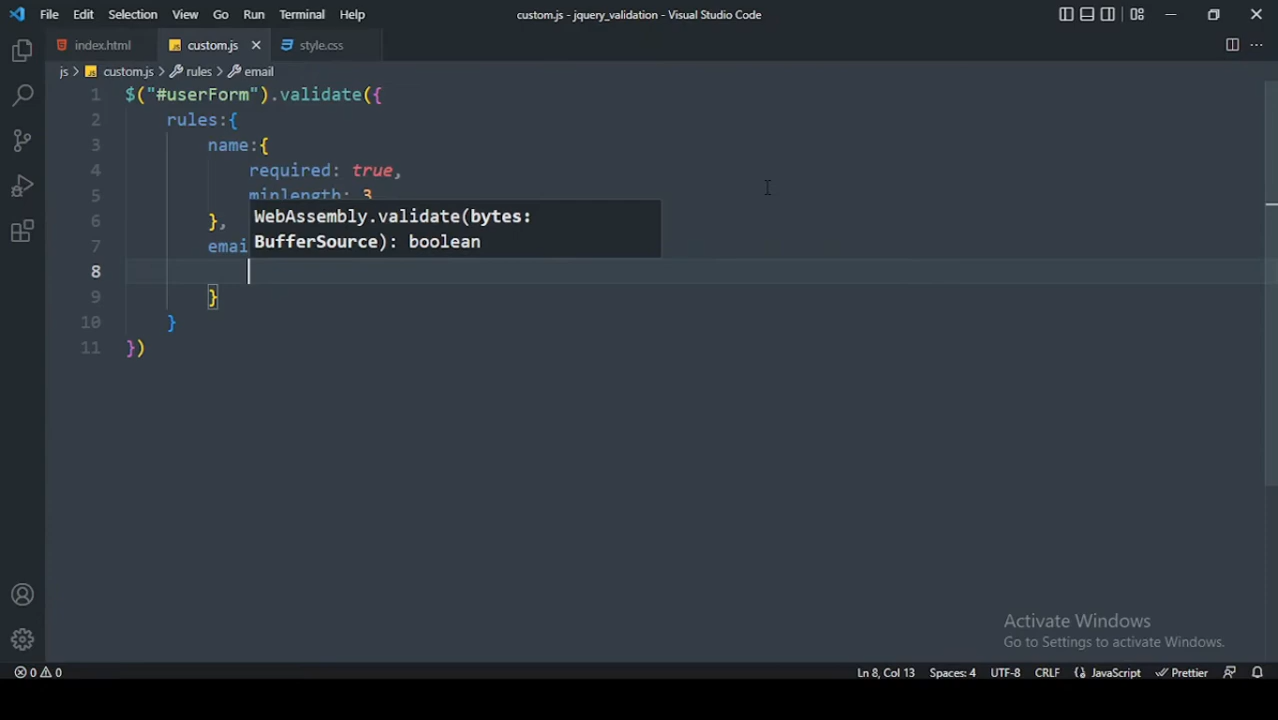 File Edit Selection View Go Run Terminal Help custom.js - jquery_validation - Visual Studio Code
index.html custom.js style.css
js > custom.js > rules > email
1 $("#userForm").validate({
2 rules:{
3 name:{
4 required: true,
5 minlength: 3
6 },
WebAssembly.validate(bytes:
7 emai
BufferSource): boolean
8
9 }
10 }
11 })
Activate Windows
Go to Settings to activate Windows.
0 0 Ln 8, Col 13 Spaces: 4 UTF-8 CRLF {} JavaScript Prettier